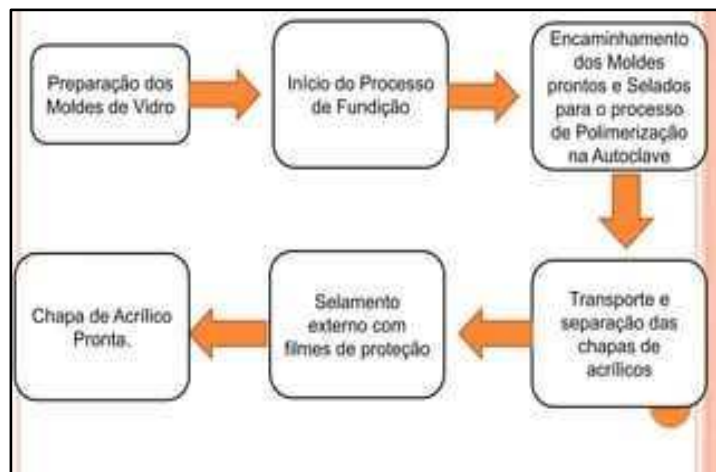 Preparação dos
Moldes de Vidro
Início do Processo
de Fundição
Encaminhamento
dos Moldes
prontos e Selados
para o processo
de Polimerização
na Autoclave
Transporte e
separação das
chapas de
acrílicos
Selamento
externo com
filmes de proteção
Chapa de Acrílico
Pronta.